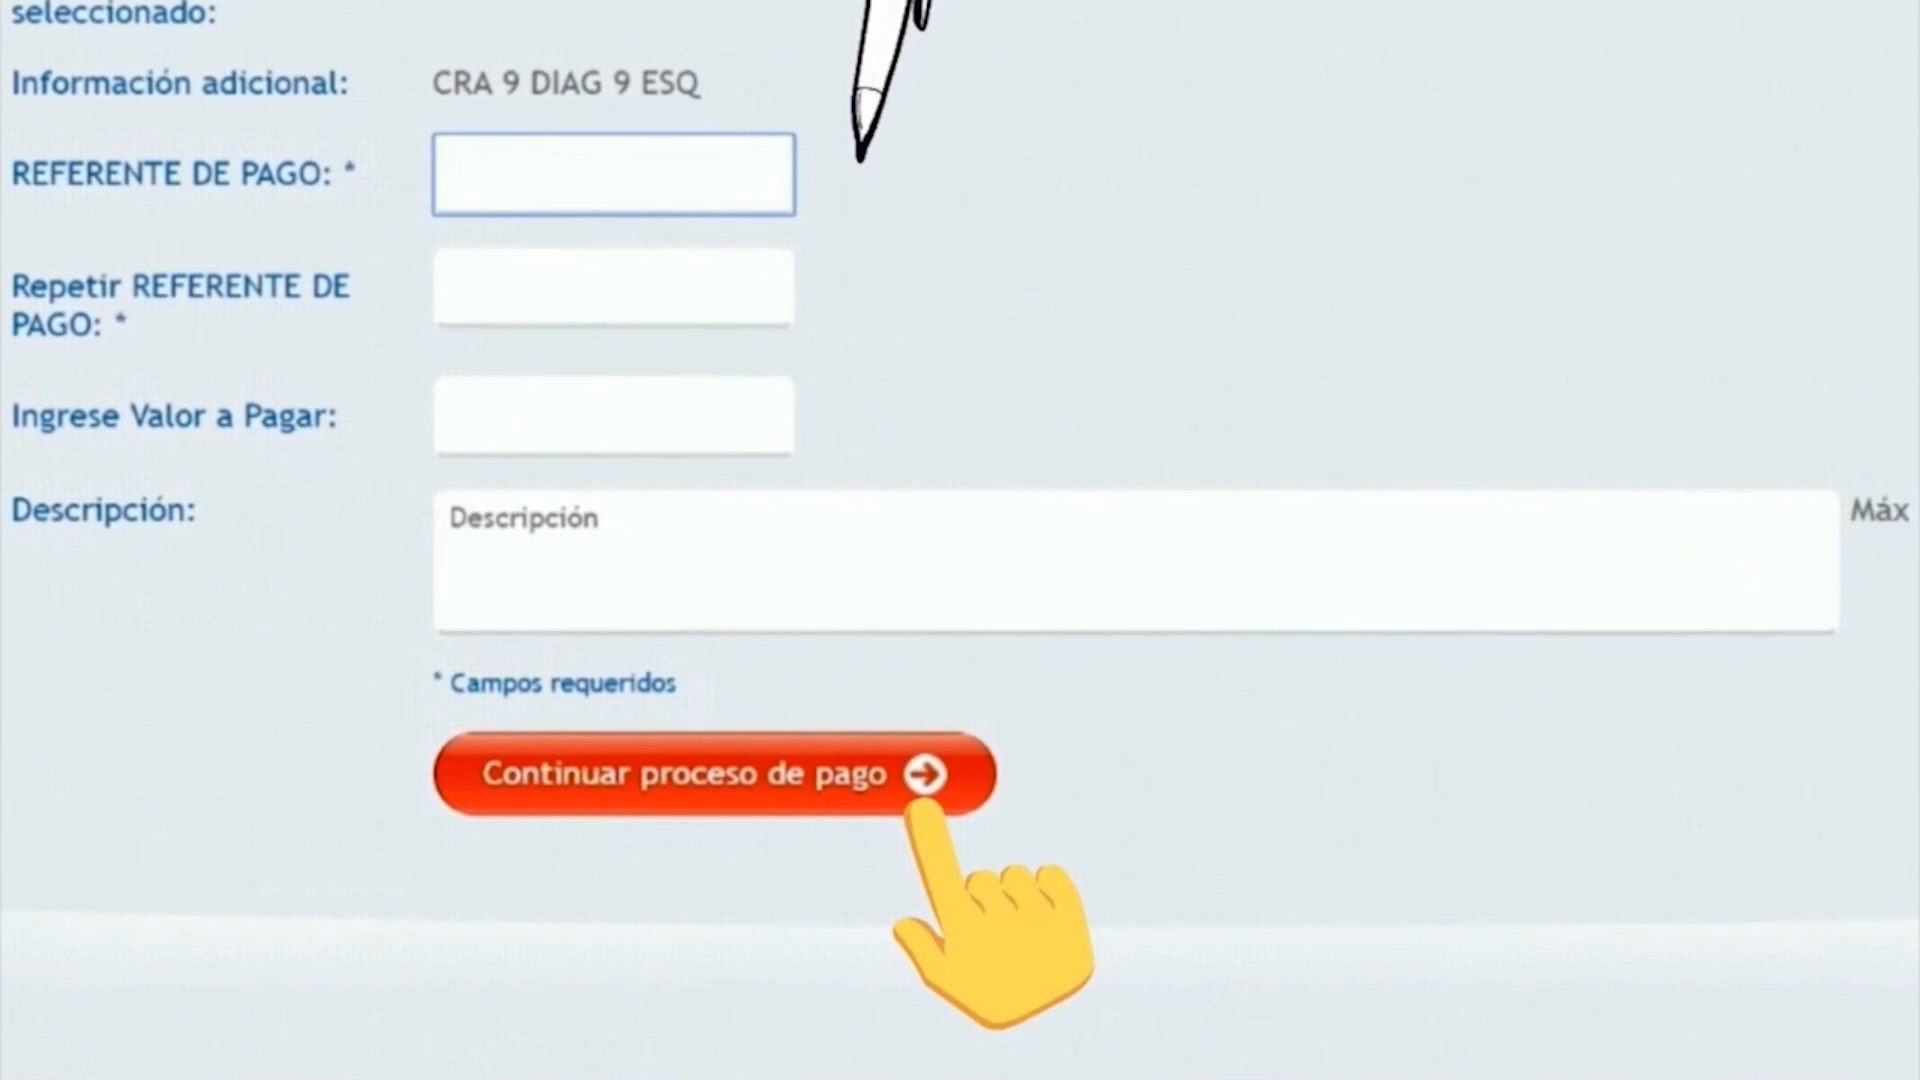 seleccionado:
Información adicional: CRA 9 DIAG 9 ESQ
REFERENTE DE PAGO: *
Repetir REFERENTE DE
PAGO: *
Ingrese Valor a Pagar:
Descripción: Descripción Máx
* Campos requeridos
Continuar proceso de pago